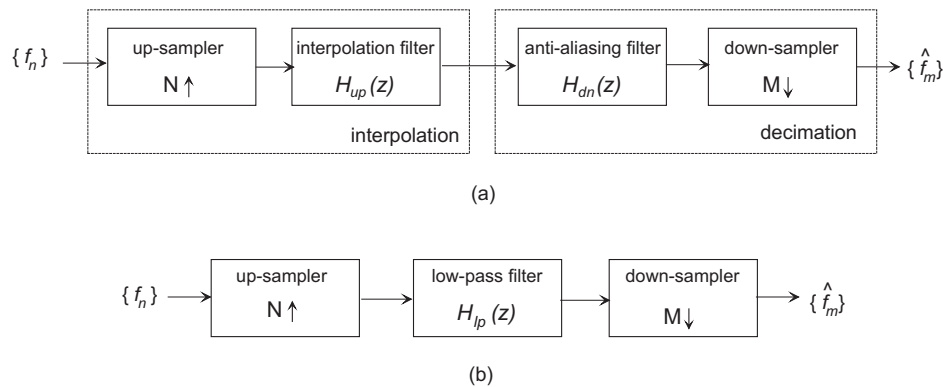 { f_n }
up-sampler
N ↑
interpolation filter
H_up(z)
interpolation
anti-aliasing filter
H_dn(z)
down-sampler
M↓
decimation
{ f̂_m }
(a)
{ f_n }
up-sampler
N ↑
low-pass filter
H_lp(z)
down-sampler
M↓
{ f̂_m }
(b)